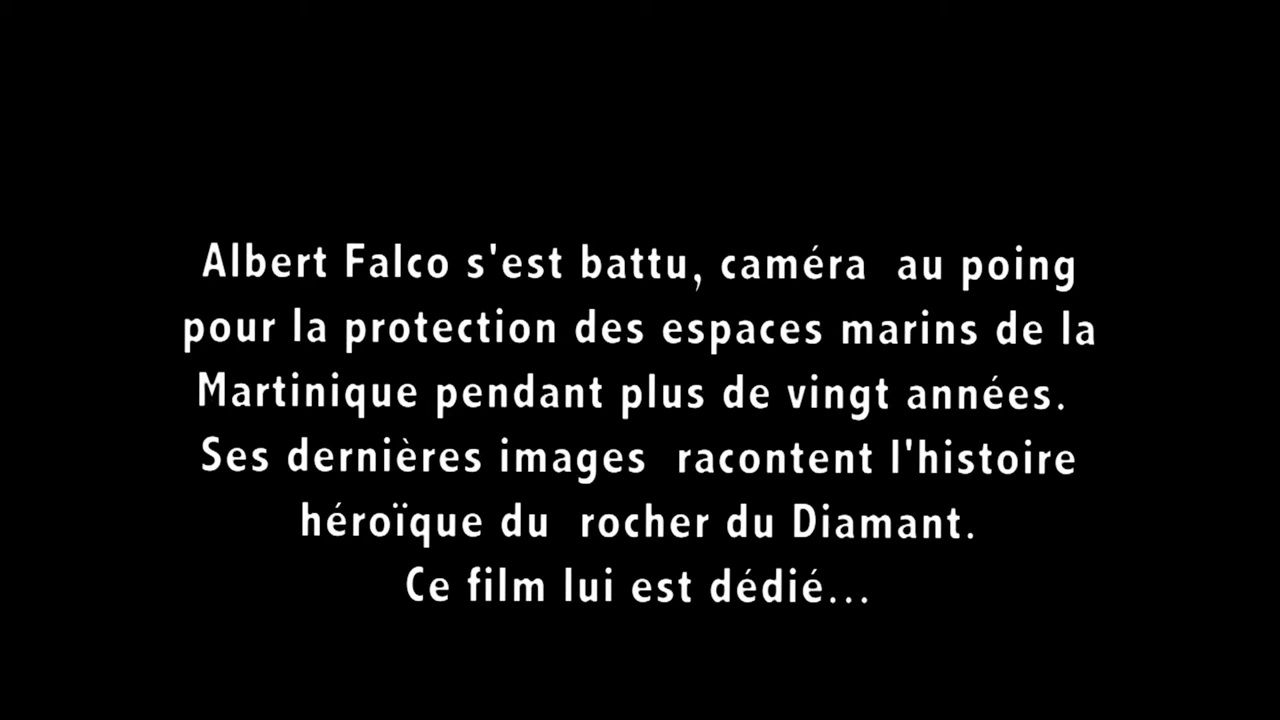 Albert Falco s'est battu, caméra  au poing
pour la protection des espaces marins de la
Martinique pendant plus de vingt années.
Ses dernières images  racontent l'histoire
héroïque du  rocher du Diamant.
Ce film lui est dédié...